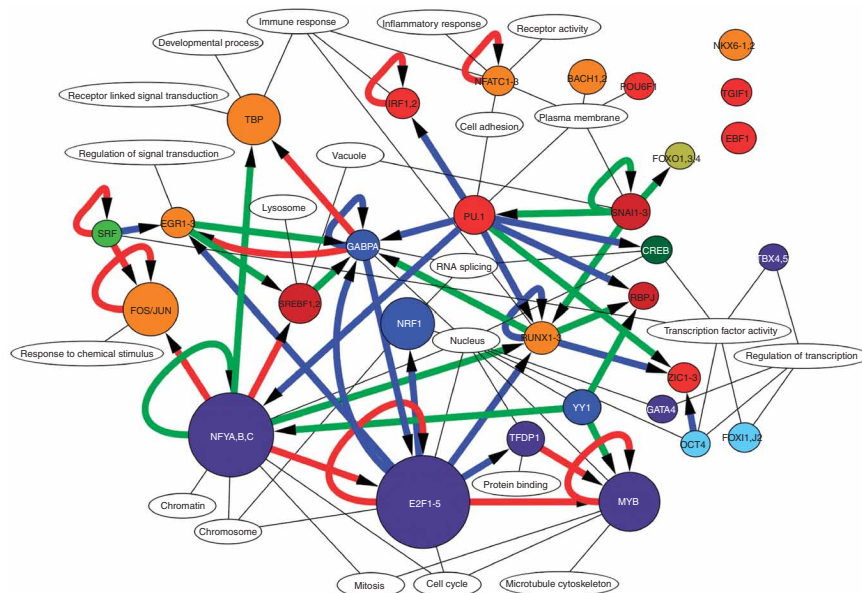 Immune response
Inflammatory response
Receptor activity
Developmental process
NKX6-1,2
NFATC1-3
BACH1,2
POU6F1
TGIF1
Receptor linked signal transduction
IRF1,2
TBP
Plasma membrane
Cell adhesion
EBF1
Regulation of signal transduction
Vacuole
FOXO1,3,4
Lysosome
PU.1
SNAI1-3
EGR1-3
SRF
GABPA
CREB
TBX4,5
RNA splicing
SREBF1,2
RBPJ
FOS/JUN
NRF1
Transcription factor activity
Nucleus
RUNX1-3
Response to chemical stimulus
Regulation of transcription
ZIC1-3
YY1
GATA4
NFYA,B,C
TFDP1
OCT4
FOXI1,J2
Protein binding
E2F1-5
MYB
Chromatin
Chromosome
Mitosis
Cell cycle
Microtubule cytoskeleton